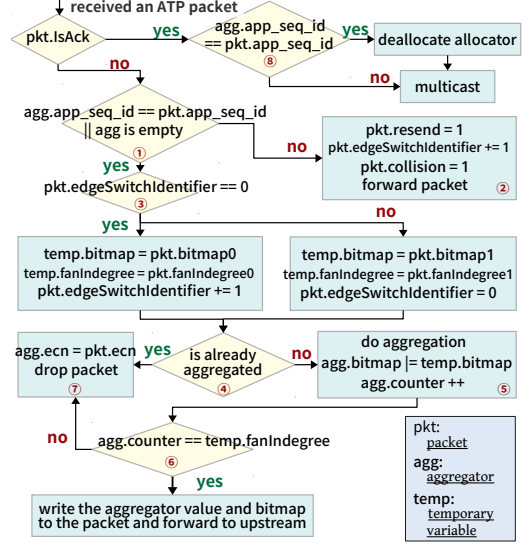 received an ATP packet
pkt.IsAck
yes
agg.app_seq_id
== pkt.app_seq_id
⑧
yes
deallocate allocator
no
multicast
no
agg.app_seq_id == pkt.app_seq_id
|| agg is empty
①
no
pkt.resend = 1
pkt.edgeSwitchIdentifier += 1
pkt.collision = 1
forward packet
②
yes
pkt.edgeSwitchIdentifier == 0
③
yes
no
temp.bitmap = pkt.bitmap0
temp.fanIndegree = pkt.fanIndegree0
pkt.edgeSwitchIdentifier += 1
temp.bitmap = pkt.bitmap1
temp.fanIndegree = pkt.fanIndegree1
pkt.edgeSwitchIdentifier = 0
agg.ecn = pkt.ecn
drop packet
⑦
yes
is already
aggregated
④
no
do aggregation
agg.bitmap |= temp.bitmap
agg.counter ++
⑤
no
agg.counter == temp.fanIndegree
⑥
yes
write the aggregator value and bitmap
to the packet and forward to upstream
pkt:
packet
agg:
aggregator
temp:
temporary
variable